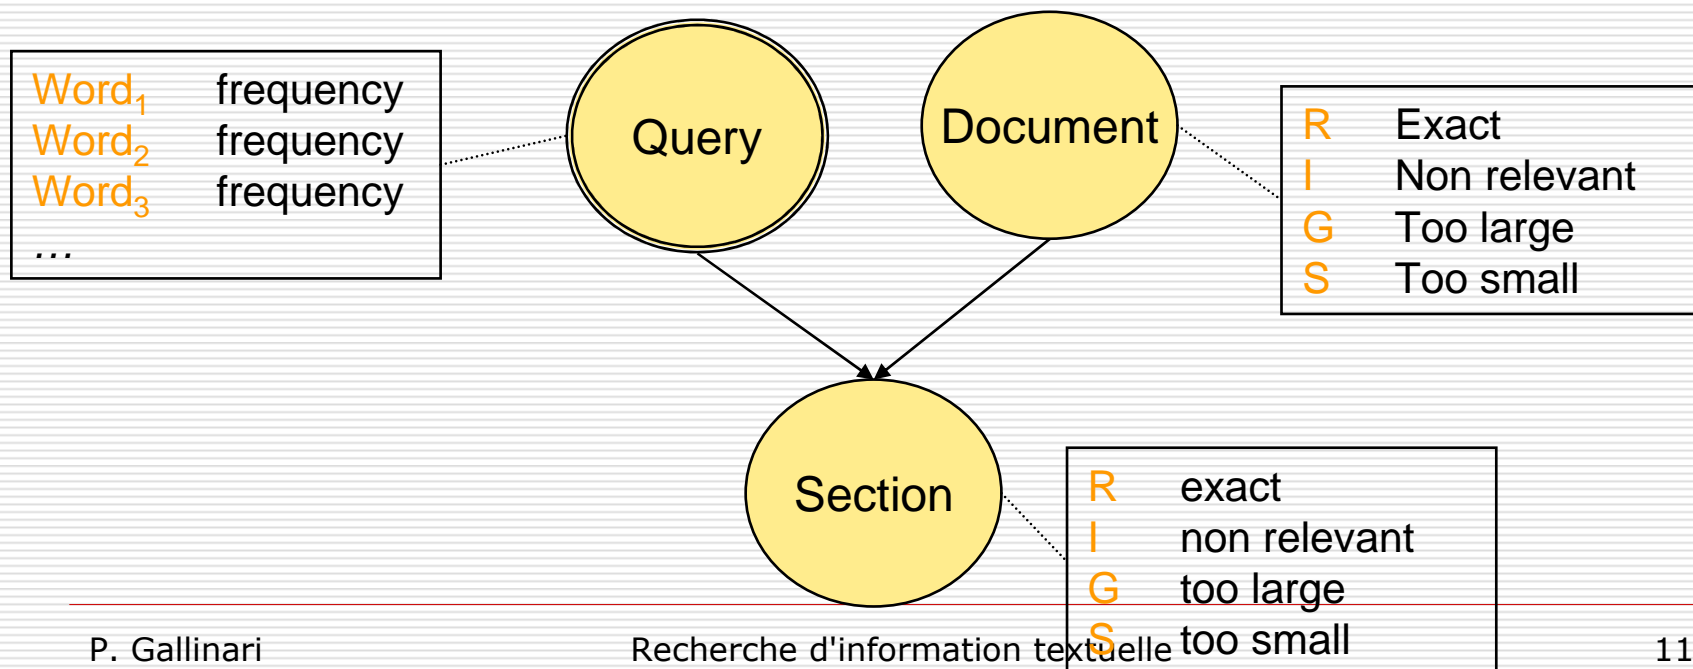 Word1 frequency
Word2 frequency
Word3 frequency
…
Query
Document
R Exact
I Non relevant
G Too large
S Too small
Section
R exact
I non relevant
G too large
S too small
P. Gallinari
Recherche d'information textuelle
11